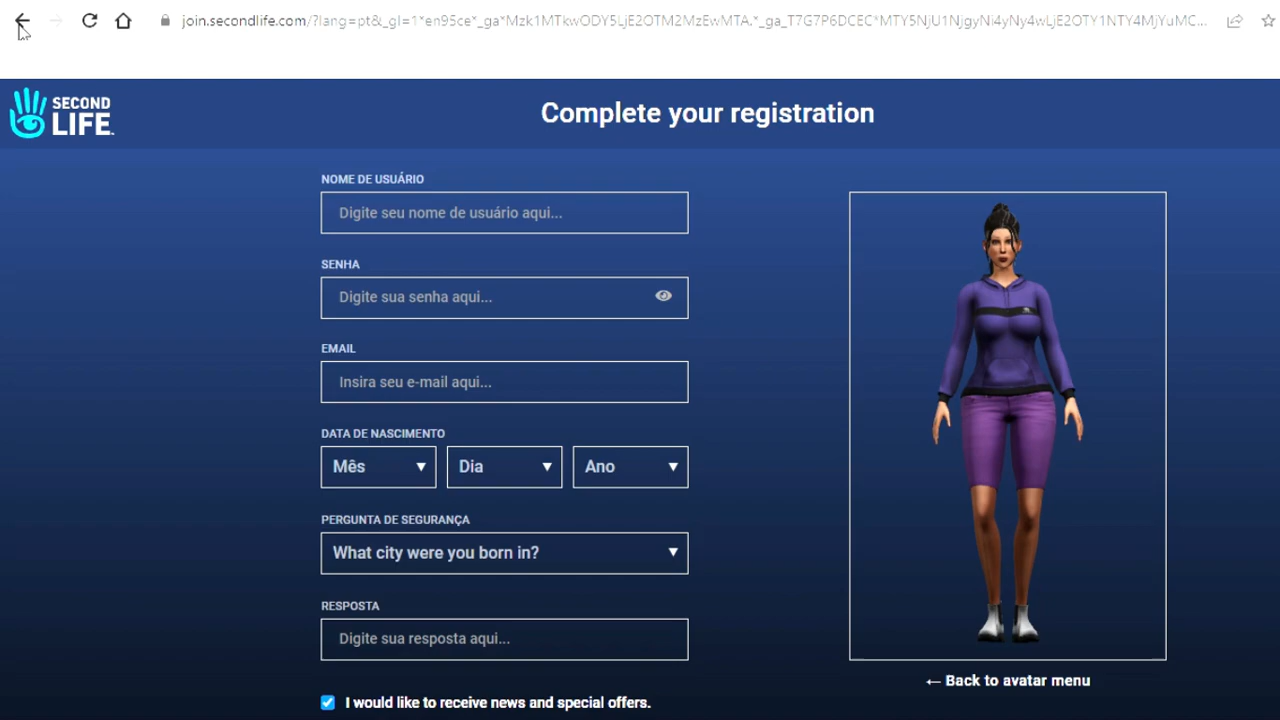 join.secondlife.com/?lang=pt&_gl=1*en95ce*_ga*Mzk1MTkwODY5LjE2OTM2MzEwMTA.*_ga_T7G7P6DCEC*MTY5NjU1NjgyNi4yNy4wLjE2OTY1NTY4MjYuMC...
SECOND
LIFE
Complete your registration
NOME DE USUÁRIO
Digite seu nome de usuário aqui...
SENHA
Digite sua senha aqui...
EMAIL
Insira seu e-mail aqui...
DATA DE NASCIMENTO
Mês Dia Ano
PERGUNTA DE SEGURANÇA
What city were you born in?
RESPOSTA
Digite sua resposta aqui...
← Back to avatar menu
I would like to receive news and special offers.